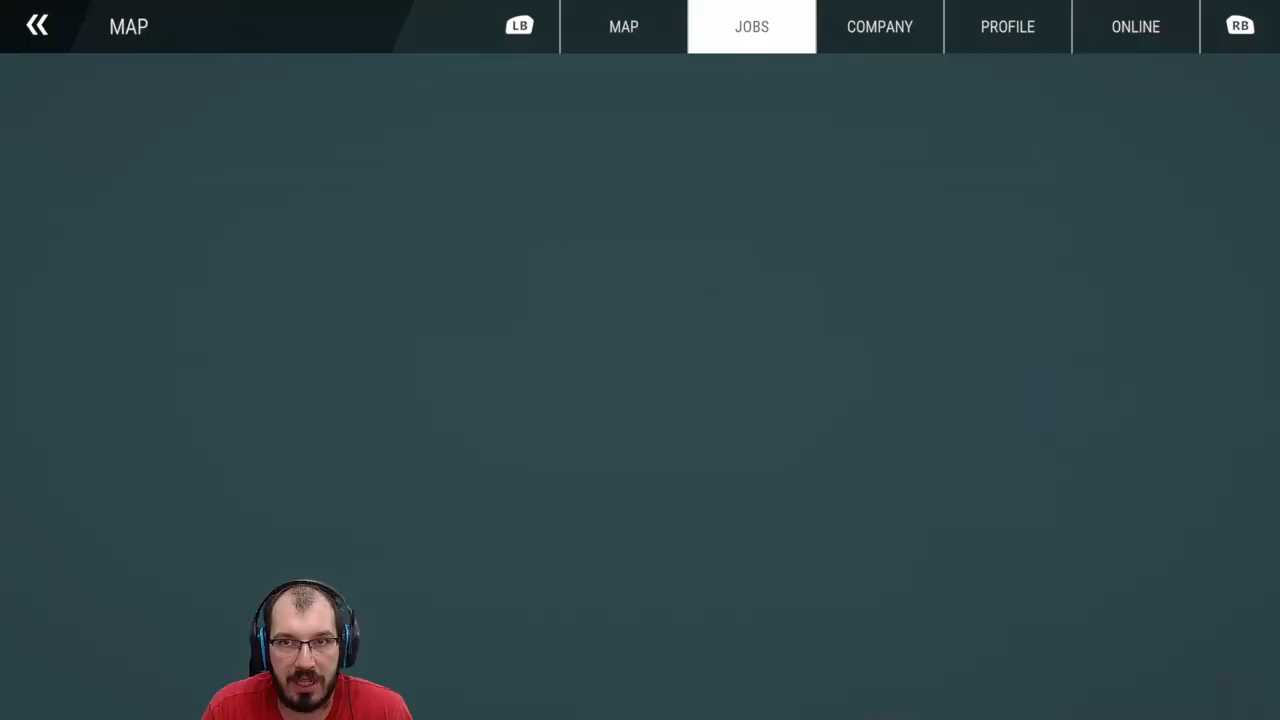 MAP
LB
MAP
JOBS
COMPANY
PROFILE
ONLINE
RB